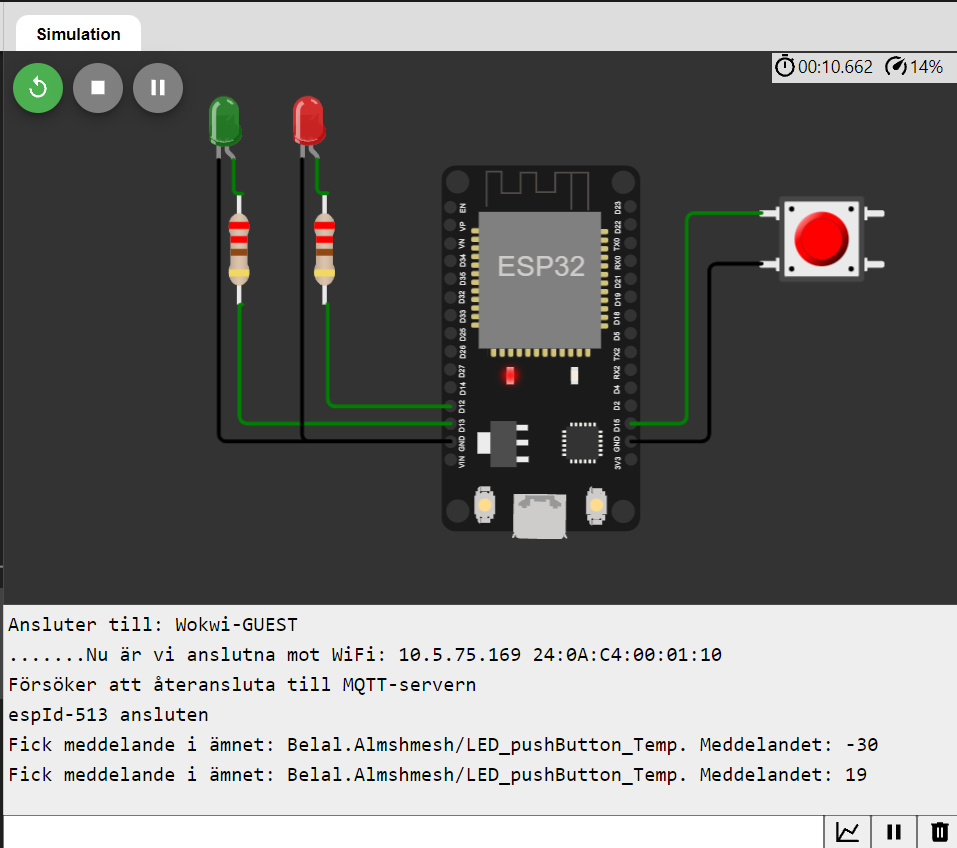 Simulation
00:10.662 14%
ESP32
EN
VP
VN
D34
D35
D32
D33
D25
D26
D27
D14
D12
D13
GND
VIN
D23
D22
TX0
RX0
D21
D19
D18
D5
TX2
RX2
D4
D2
D15
GND
3V3
Ansluter till: Wokwi-GUEST
.......Nu är vi anslutna mot WiFi: 10.5.75.169 24:0A:C4:00:01:10
Försöker att återansluta till MQTT-servern
espId-513 ansluten
Fick meddelande i ämnet: Belal.Almshmesh/LED_pushButton_Temp. Meddelandet: -30
Fick meddelande i ämnet: Belal.Almshmesh/LED_pushButton_Temp. Meddelandet: 19